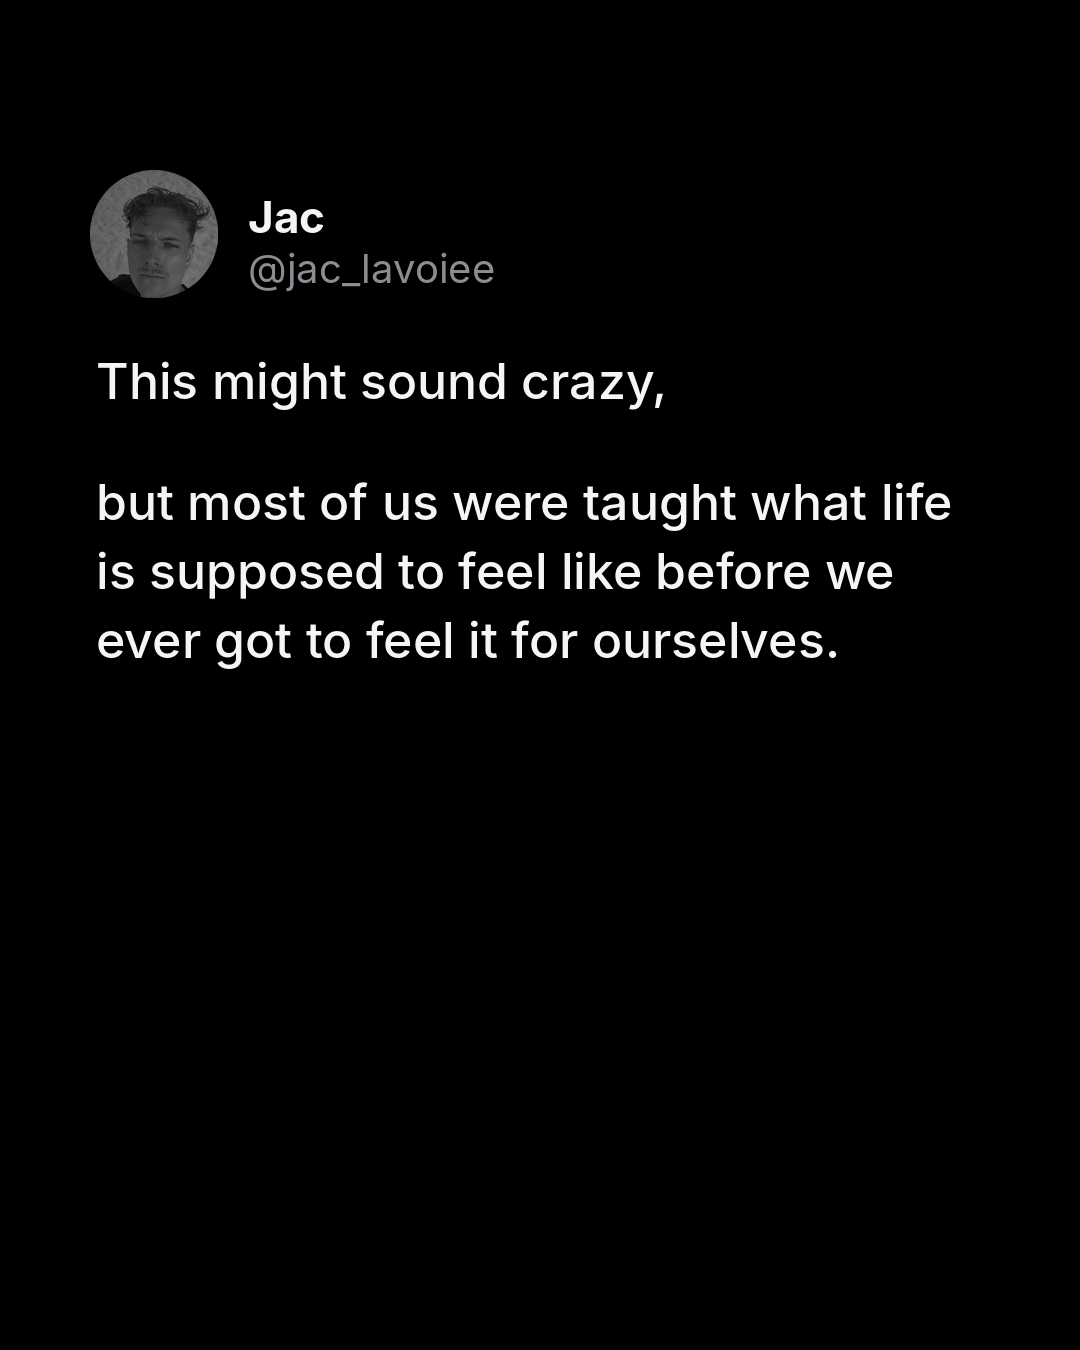 Jac
@jac_lavoiee
This might sound crazy,
but most of us were taught what life
is supposed to feel like before we
ever got to feel it for ourselves.